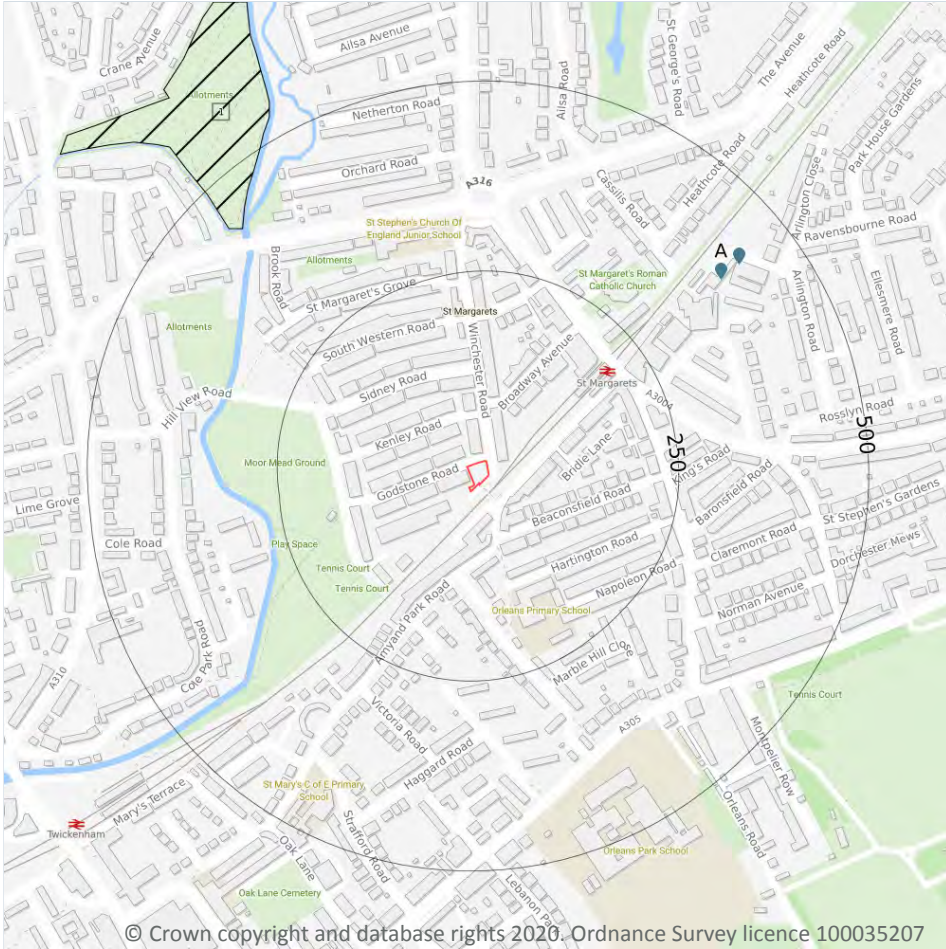 Crane Avenue
Ailsa Avenue
St George's Road
The Avenue
Heathcote Road
Allotments
1
Netherton Road
Ailsa Road
Park House Gardens
Orchard Road
A316
Cassilis Road
Heathcote Road
Arlington Close
Ravensbourne Road
St Stephen's Church Of
England Junior School
A
Brook Road
Allotments
St Margaret's Roman
Catholic Church
Arlington Road
Ellesmere Road
St Margaret's Grove
St Margarets
Allotments
South Western Road
Winchester Road
Broadway Avenue
St Margarets
A3004
Sidney Road
Hill View Road
Rosslyn Road
Kenley Road
250
500
Moor Mead Ground
Godstone Road
Bridle Lane
King's Road
Baronsfield Road
St Stephen's Gardens
Lime Grove
Beaconsfield Road
Cole Road
Play Space
Hartington Road
Claremont Road
Dorchester Mews
Tennis Court
Tennis Court
Napoleon Road
Norman Avenue
Amyand Park Road
Orleans Primary School
Cole Park Road
Marble Hill Close
A310
Tennis Court
Victoria Road
A305
Montpelier Row
Haggard Road
St Mary's C of E Primary
School
Mary's Terrace
Twickenham
Strafford Road
Orleans Road
Oak Lane
Orleans Park School
Oak Lane Cemetery
Lebanon Pa
© Crown copyright and database rights 2020. Ordnance Survey licence 100035207